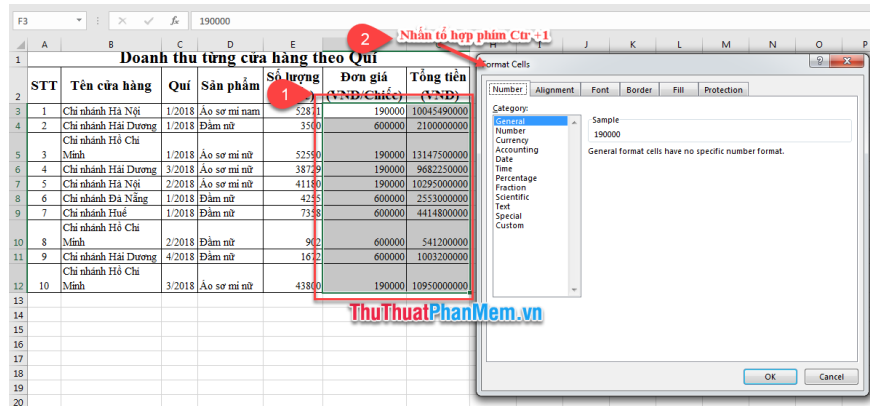 F3 fx 190000
2 Nhấn tổ hợp phím Ctr +1
A B C D E H I J K L M N O P
1 Doanh thu từng cửa hàng theo Quí
Format Cells
2 STT Tên cửa hàng Quí Sản phẩm Số lượng Đơn giá (VND/Chiếc) Tổng tiền (VND)
1
3 1 Chi nhánh Hà Nội 1/2018 Áo sơ mi nam 52871 190000 10045490000
4 2 Chi nhánh Hải Dương 1/2018 Đầm nữ 3500 600000 2100000000
5 3 Chi nhánh Hồ Chí Minh 1/2018 Áo sơ mi nữ 52590 190000 13147500000
6 4 Chi nhánh Hải Dương 3/2018 Áo sơ mi nữ 38729 190000 9682250000
7 5 Chi nhánh Hà Nội 2/2018 Áo sơ mi nữ 41180 190000 10295000000
8 6 Chi nhánh Đà Nẵng 1/2018 Đầm nữ 4255 600000 2553000000
9 7 Chi nhánh Huế 1/2018 Đầm nữ 7358 600000 4414800000
10 8 Chi nhánh Hồ Chí Minh 2/2018 Đầm nữ 902 600000 541200000
11 9 Chi nhánh Hải Dương 4/2018 Đầm nữ 1672 600000 1003200000
12 10 Chi nhánh Hồ Chí Minh 3/2018 Áo sơ mi nữ 43800 190000 10950000000
13
14
15
16
17
18
19
20
ThuThuatPhanMem.vn
Number Alignment Font Border Fill Protection
Category:
General
Number
Currency
Accounting
Date
Time
Percentage
Fraction
Scientific
Text
Special
Custom
Sample
190000
General format cells have no specific number format.
OK Cancel